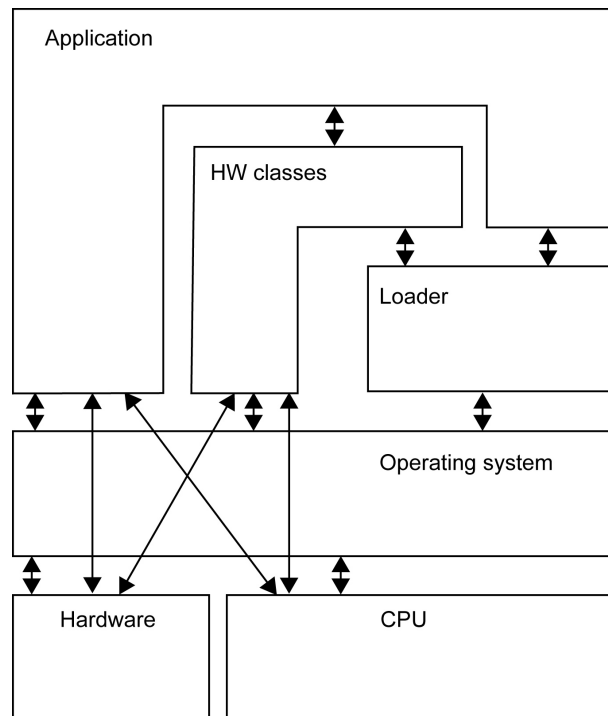 Application
HW classes
Loader
Operating system
Hardware
CPU